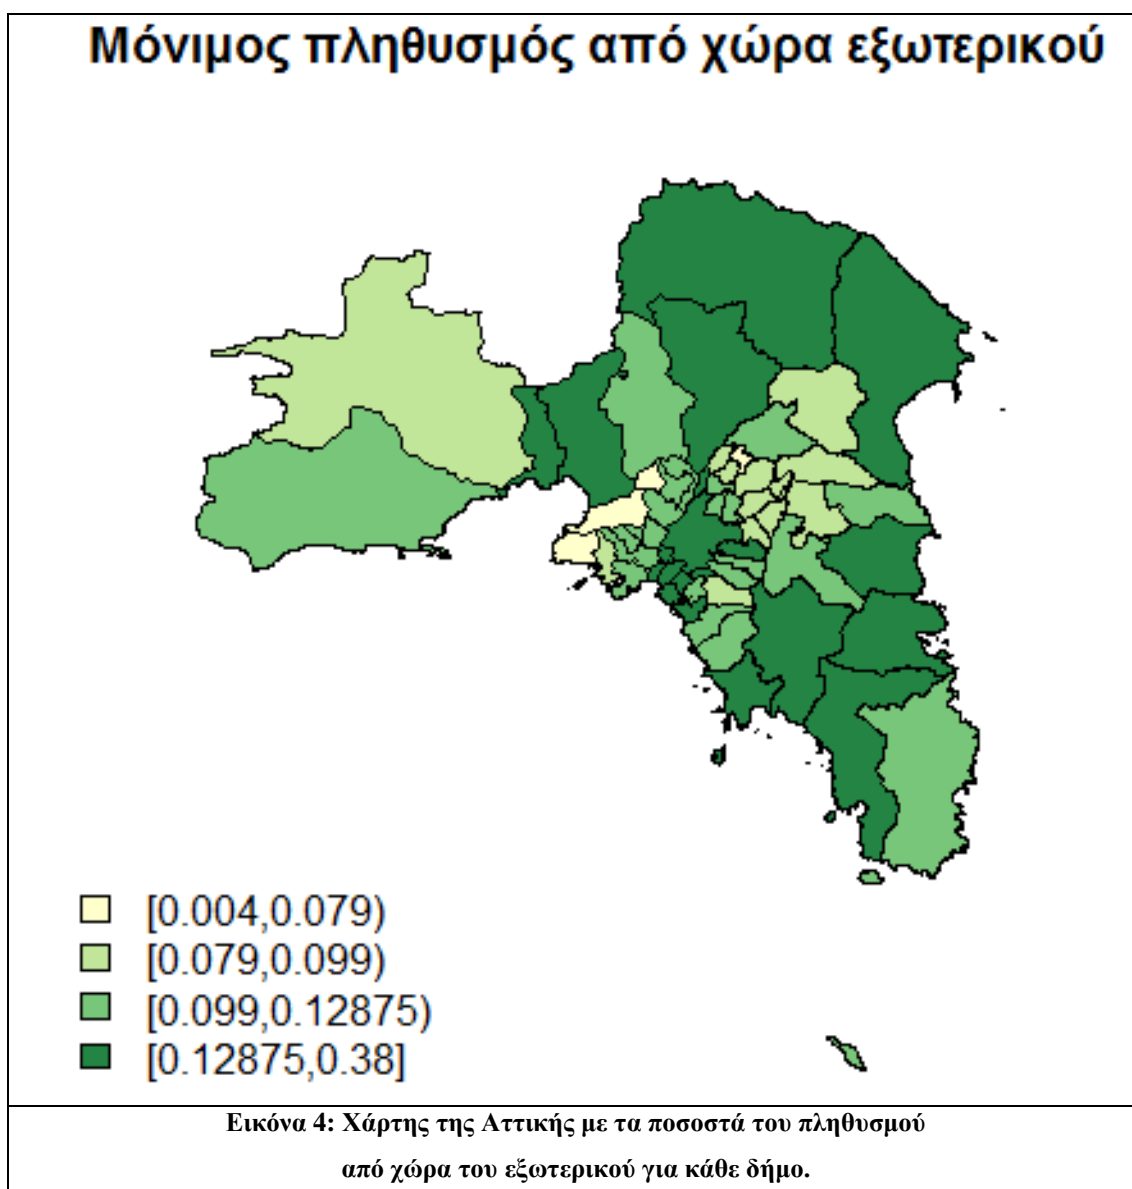 Μόνιμος πληθυσμός από χώρα εξωτερικού
[0.004,0.079)
[0.079,0.099)
[0.099,0.12875)
[0.12875,0.38]
Εικόνα 4: Χάρτης της Αττικής με τα ποσοστά του πληθυσμού
από χώρα του εξωτερικού για κάθε δήμο.